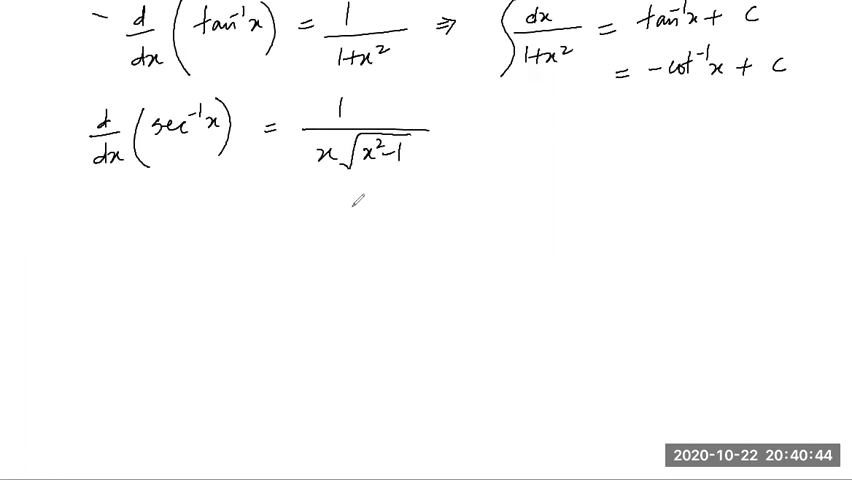 - d/dx (tan⁻¹x) = 1/(1+x²) ⇒ ∫ dx/(1+x²) = tan⁻¹x + C
= -cot⁻¹x + C
d/dx (sec⁻¹x) = 1/(x√(x²-1))
2020-10-22 20:40:44